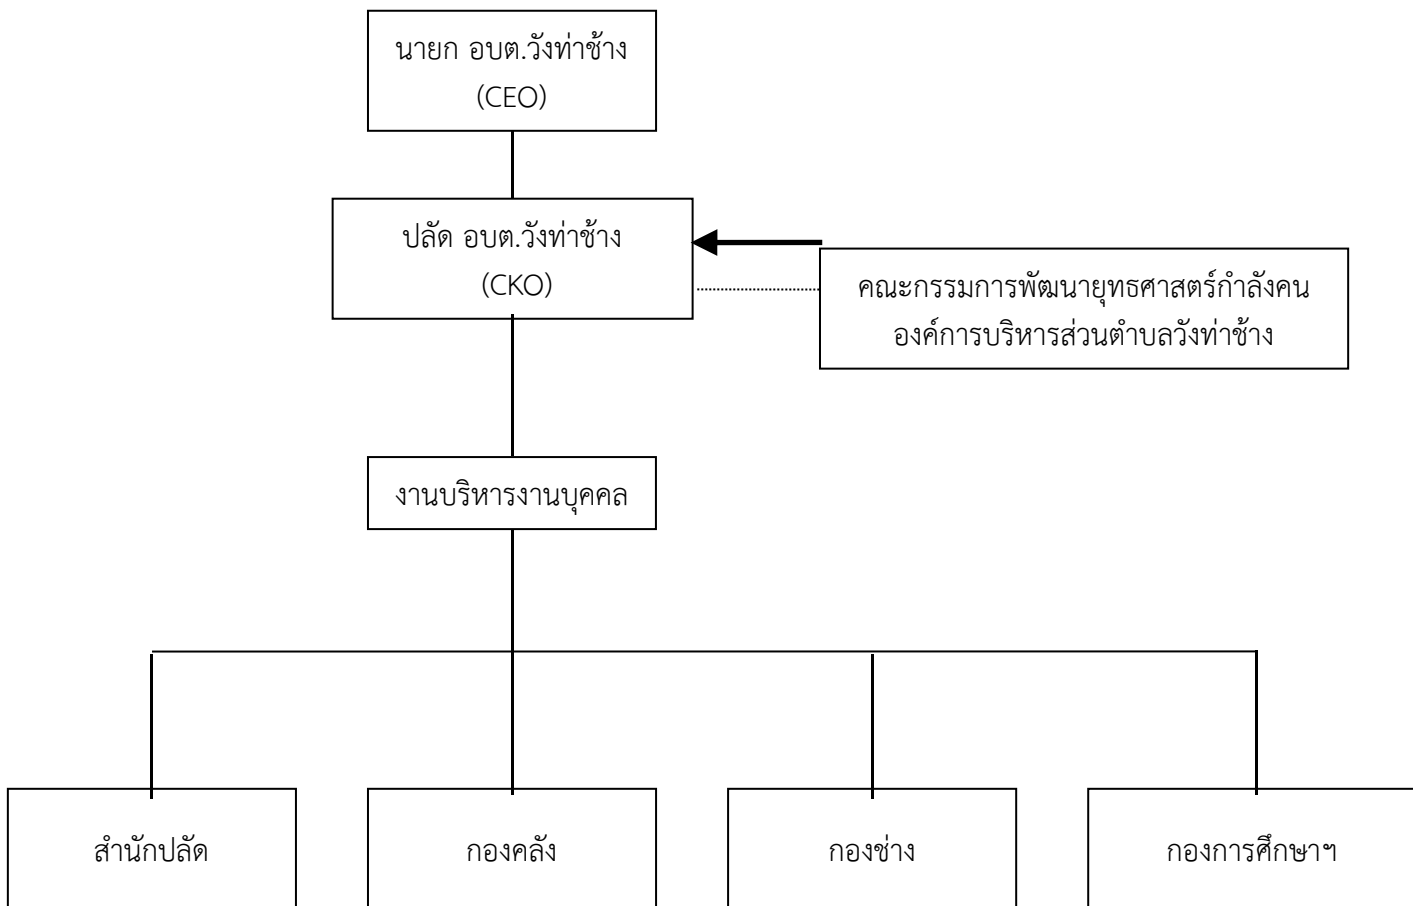 นายก อบต.วังท่าช้าง
(CEO)
ปลัด อบต.วังท่าช้าง
(CKO)
คณะกรรมการพัฒนายุทธศาสตร์กำลังคน
องค์การบริหารส่วนตำบลวังท่าช้าง
งานบริหารงานบุคคล
สำนักปลัด
กองคลัง
กองช่าง
กองการศึกษาฯ